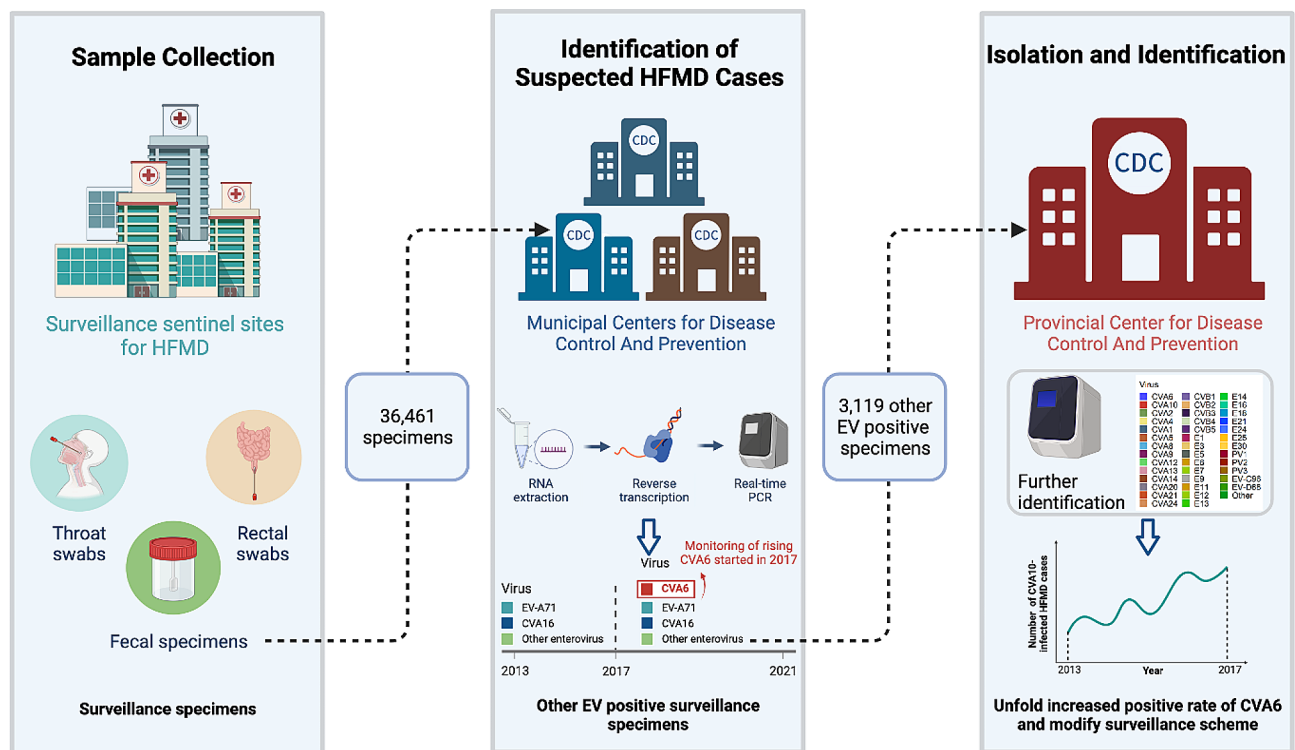 Sample Collection
Surveillance sentinel sites
for HFMD
Throat
swabs
Rectal
swabs
Fecal specimens
Surveillance specimens
36,461
specimens
Identification of
Suspected HFMD Cases
CDC
CDC
CDC
Municipal Centers for Disease
Control And Prevention
RNA
extraction
Reverse
transcription
Real-time
PCR
Virus
EV-A71
CVA16
Other enterovirus
Virus
CVA6
EV-A71
CVA16
Other enterovirus
Monitoring of rising
CVA6 started in 2017
2013
2017
2021
Other EV positive surveillance
specimens
3,119 other
EV positive
specimens
Isolation and Identification
CDC
Provincial Center for Disease
Control And Prevention
Further
identification
Virus
CVA6
CVA10
CVA2
CVA4
CVA1
CVA5
CVA8
CVA9
CVA12
CVA13
CVA14
CVA20
CVA21
CVA24
CVB1
CVB2
CVB3
CVB4
CVB5
E1
E3
E5
E6
E7
E9
E11
E12
E13
E14
E16
E18
E21
E24
E25
E30
PV1
PV2
PV3
EV-C96
EV-D68
Other
Number of CVA10-
infected HFMD cases
2013
Year
2017
Unfold increased positive rate of CVA6
and modify surveillance scheme